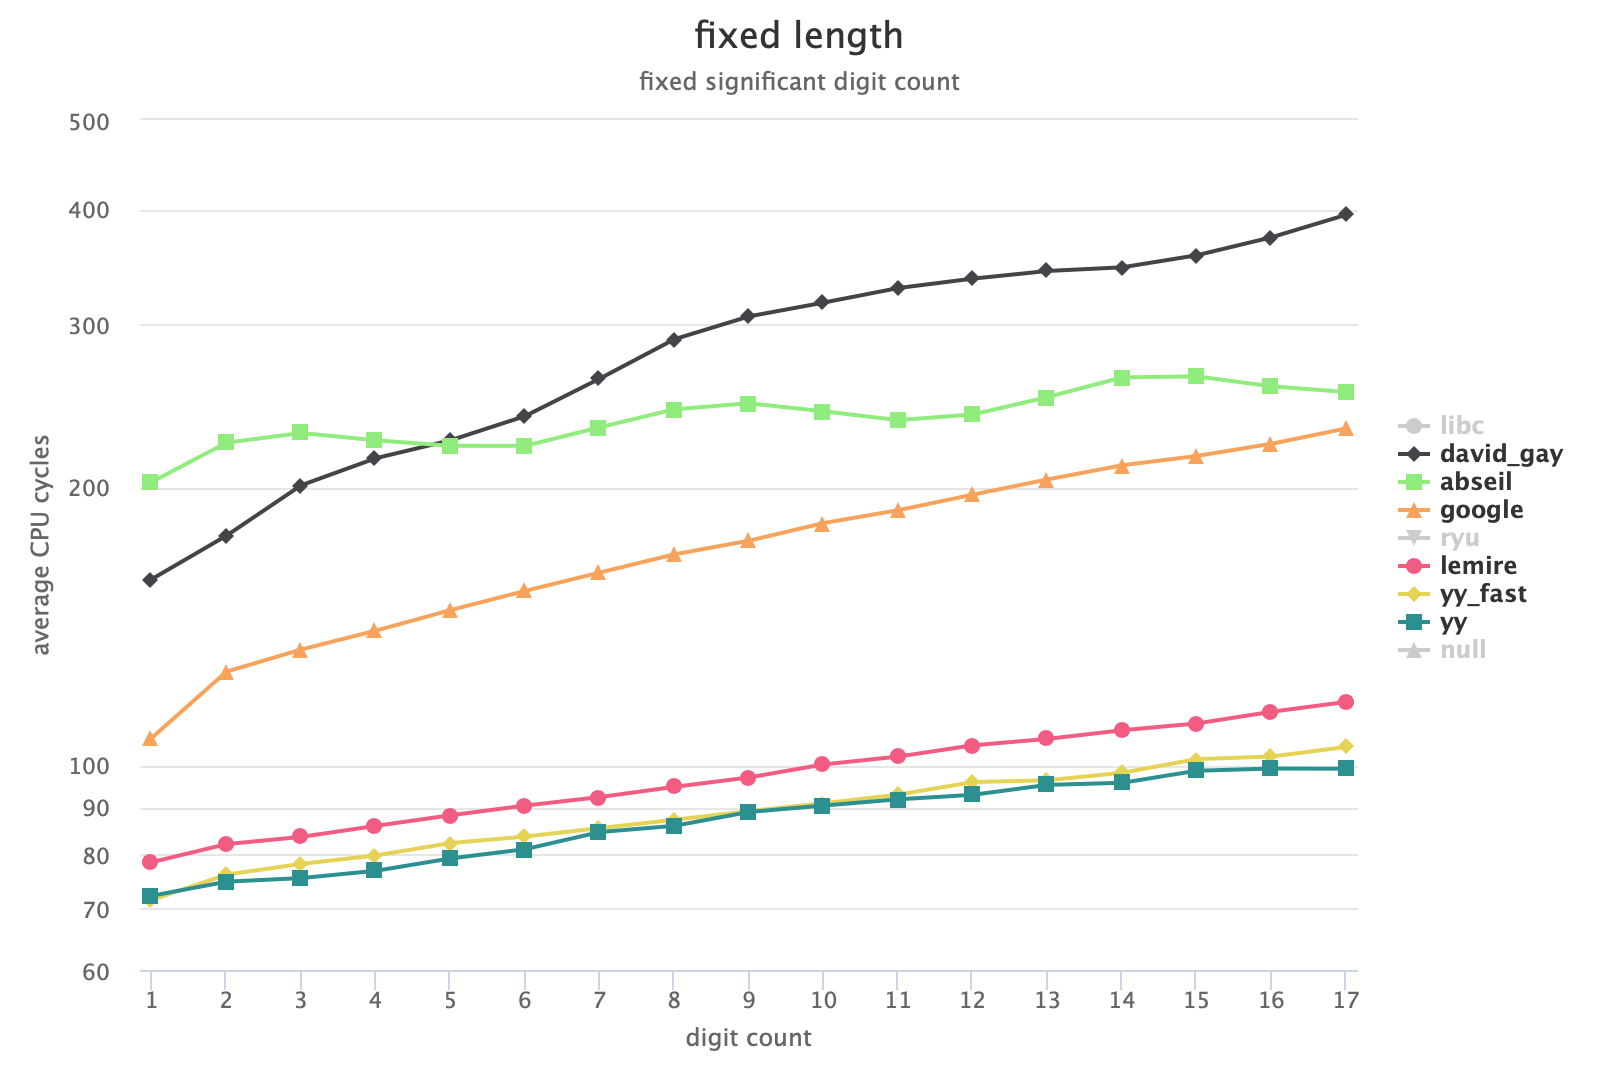 fixed length
fixed significant digit count
average CPU cycles
500
400
300
200
100
90
80
70
60
1 2 3 4 5 6 7 8 9 10 11 12 13 14 15 16 17
digit count
libc
david_gay
abseil
google
ryu
lemire
yy_fast
yy
null